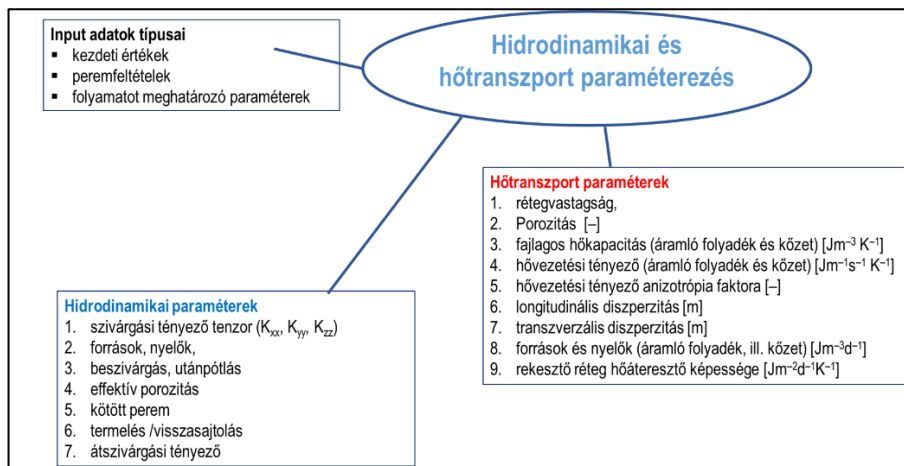 Input adatok típusai
▪ kezdeti értékek
▪ peremfeltételek
▪ folyamatot meghatározó paraméterek
Hidrodinamikai és
hőtranszport paraméterezés
Hőtranszport paraméterek
1. rétegvastagság,
2. Porozitás [–]
3. fajlagos hőkapacitás (áramló folyadék és kőzet) [Jm⁻³ K⁻¹]
4. hővezetési tényező (áramló folyadék és kőzet) [Jm⁻¹s⁻¹ K⁻¹]
5. hővezetési tényező anizotrópia faktora [–]
6. longitudinális diszperzitás [m]
7. transzverzális diszperzitás [m]
8. források és nyelők (áramló folyadék, ill. kőzet) [Jm⁻³d⁻¹]
9. rekesztő réteg hőáteresztő képessége [Jm⁻²d⁻¹K⁻¹]
Hidrodinamikai paraméterek
1. szivárgási tényező tenzor (Kxx, Kyy, Kzz)
2. források, nyelők,
3. beszivárgás, utánpótlás
4. effektív porozitás
5. kötött perem
6. termelés /visszasajtolás
7. átszivárgási tényező